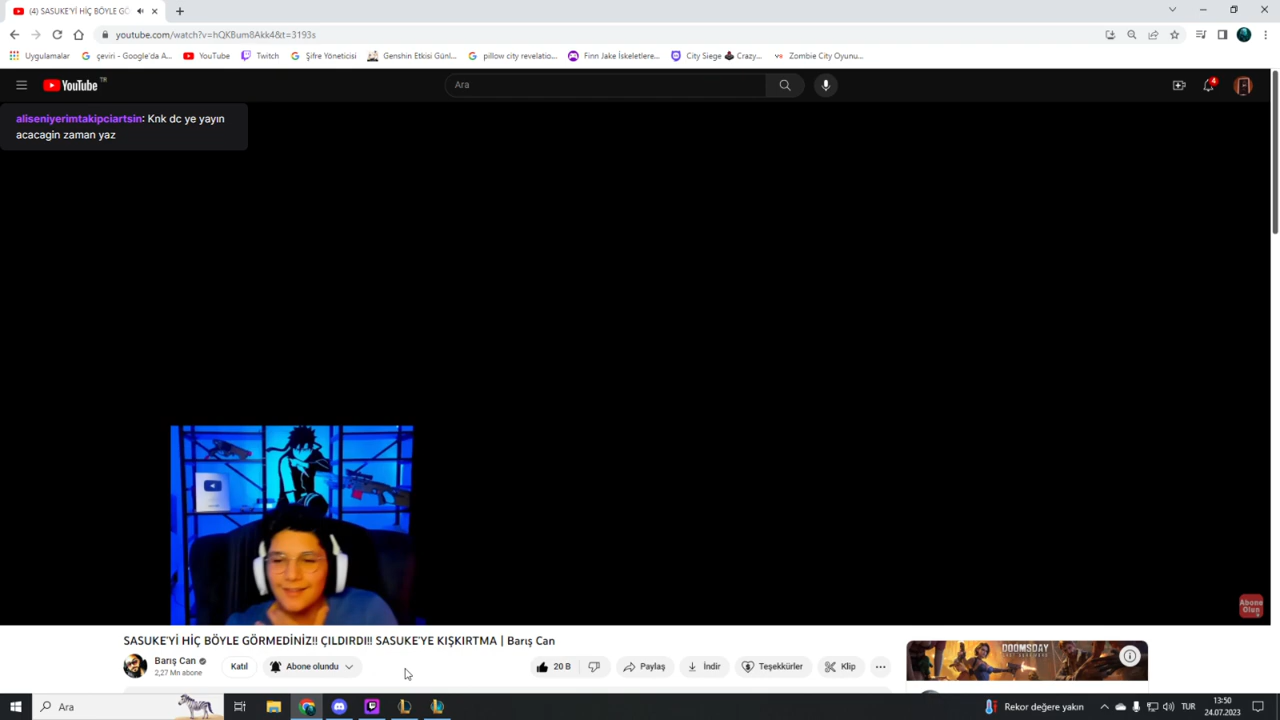 (4) SASUKE'Yİ HİÇ BÖYLE GÖ
youtube.com/watch?v=hQKBum8Akk4&t=3193s
Uygulamalar
çeviri - Google'da A...
YouTube
Twitch
Şifre Yöneticisi
Genshin Etkisi Günl...
pillow city revelatio...
Finn Jake İskeletlere...
City Siege 🕹 Crazy...
Zombie City Oyunu...
YouTube TR
Ara
4
aliseniyerimtakipciartsin: Knk dc ye yayın
acacagin zaman yaz
Abone
Olun
SASUKE'Yİ HİÇ BÖYLE GÖRMEDİNİZ!! ÇILDIRDI!! SASUKE'YE KIŞKIRTMA | Barış Can
Barış Can
2,27 Mn abone
Katıl
Abone olundu
20 B
Paylaş
İndir
Teşekkürler
Klip
DOOMSDAY
Ara
Rekor değere yakın
TUR
13:50
24.07.2023